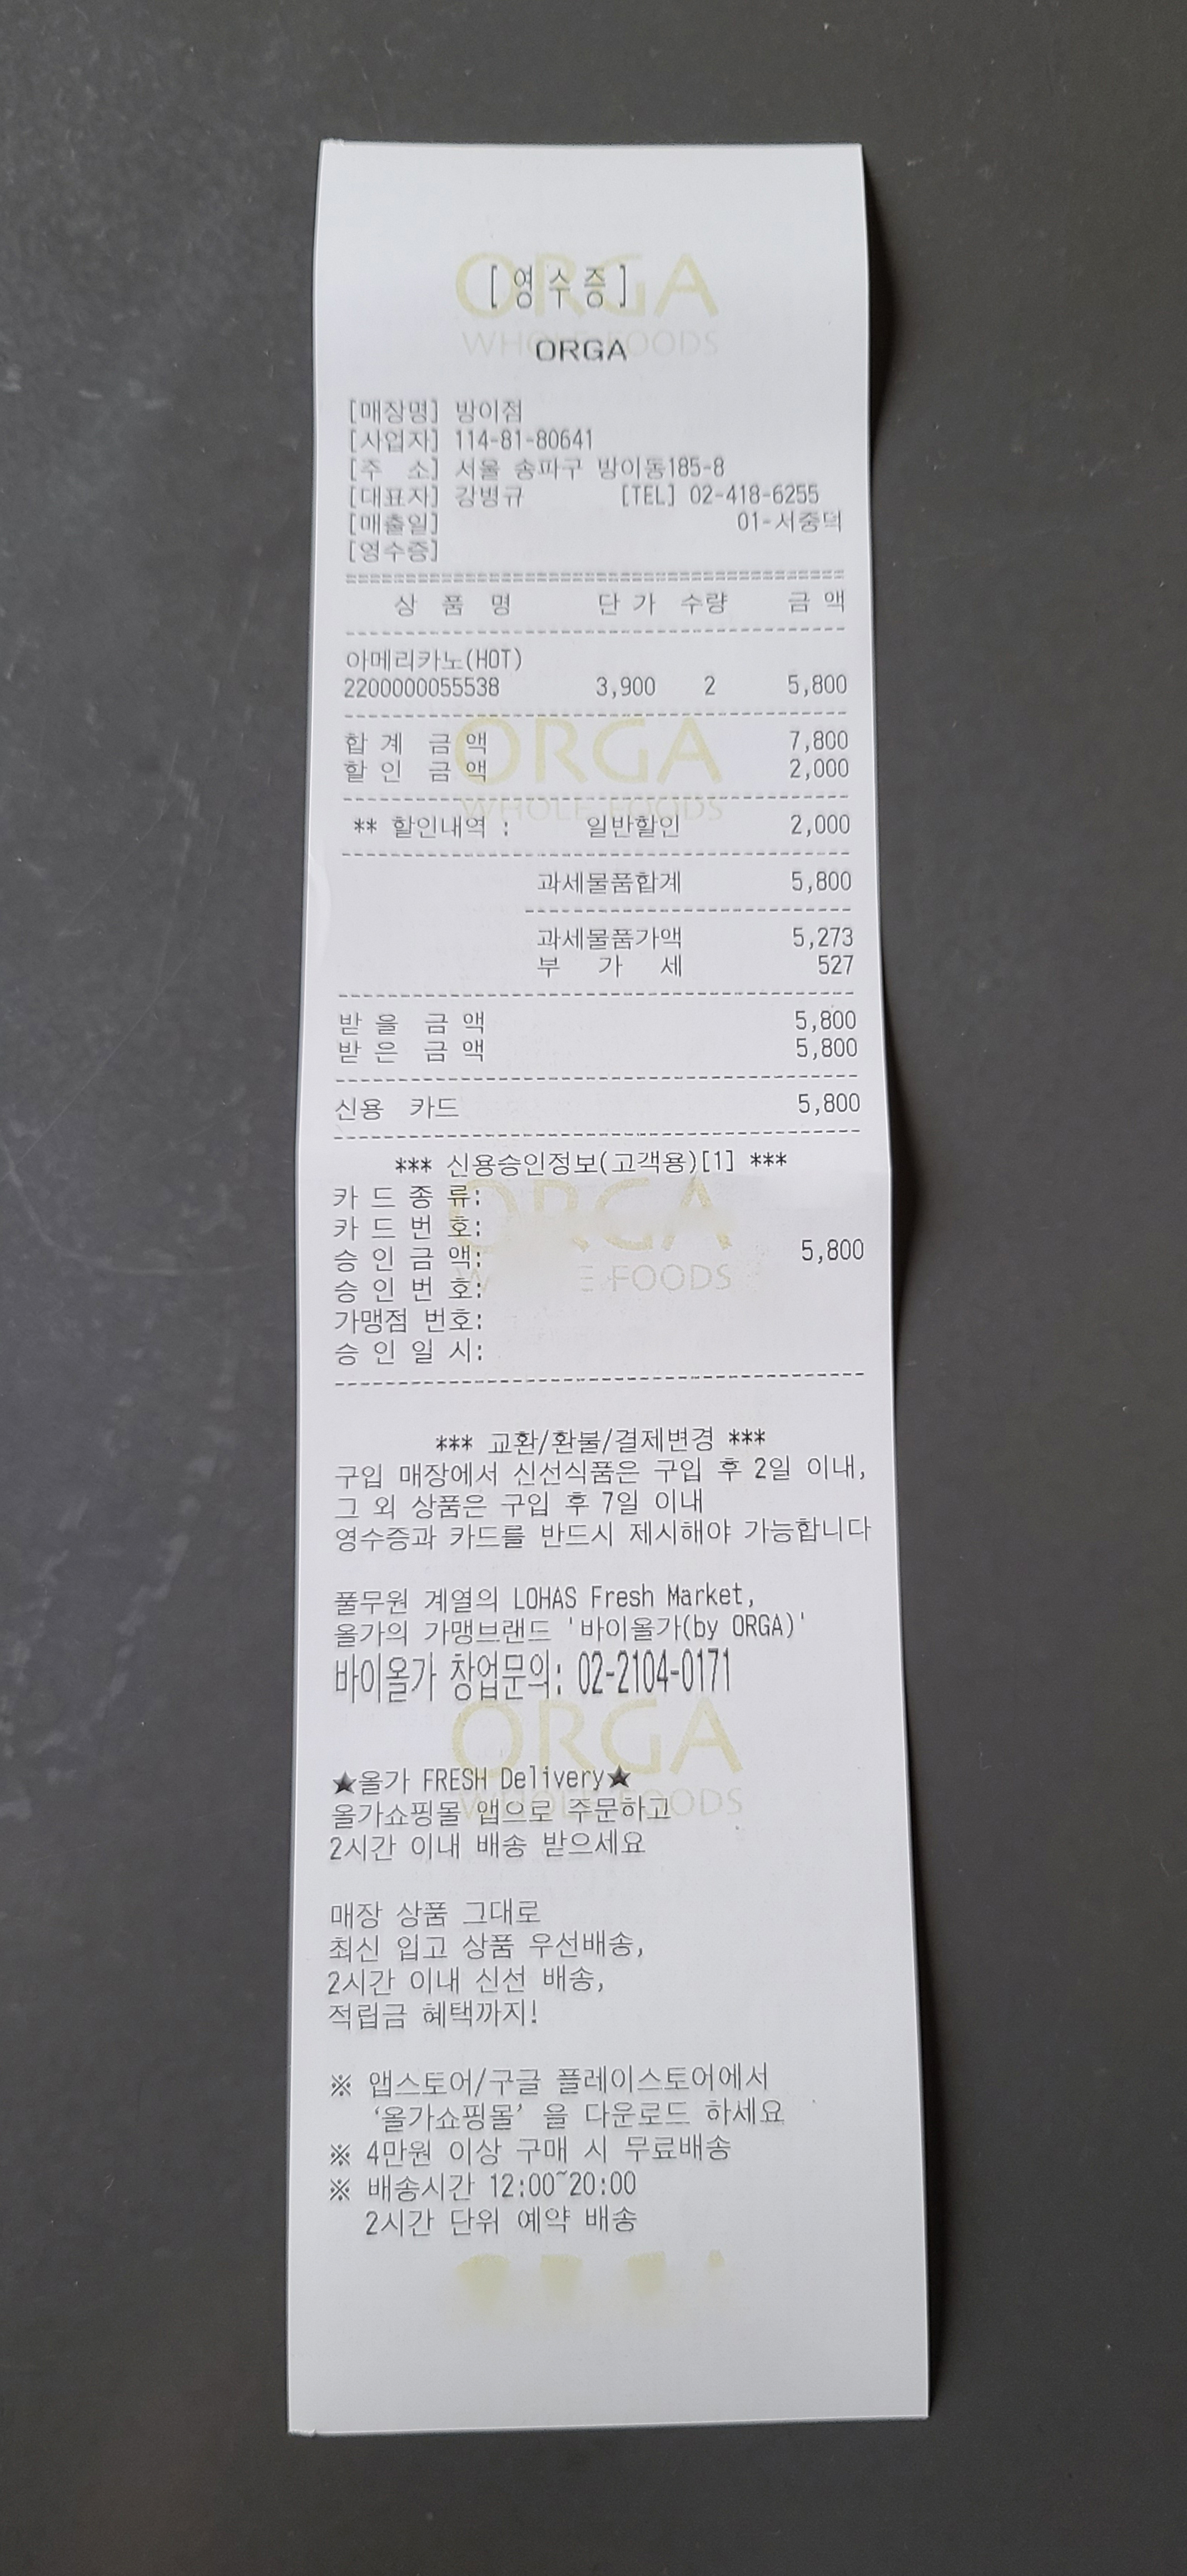 [영수증]
ORGA
WHOLE FOODS
ORGA
[매장명] 방이점
[사업자] 114-81-80641
[주 소] 서울 송파구 방이동185-8
[대표자] 강병규 [TEL] 02-418-6255
[매출일] 01-서중덕
[영수증]
==========================================
상 품 명 단 가 수량 금 액
------------------------------------------
아메리카노(HOT)
2200000055538 3,900 2 5,800
------------------------------------------
합 계 금 액 7,800
할 인 금 액 2,000
ORGA
WHOLE FOODS
------------------------------------------
** 할인내역 : 일반할인 2,000
------------------------------------------
과세물품합계 5,800
---------------------------
과세물품가액 5,273
부 가 세 527
------------------------------------------
받 을 금 액 5,800
받 은 금 액 5,800
------------------------------------------
신용 카드 5,800
------------------------------------------
*** 신용승인정보(고객용)[1] ***
카 드 종 류:
카 드 번 호:
승 인 금 액: 5,800
승 인 번 호:
가맹점 번호:
승 인 일 시:
ORGA
FOODS
------------------------------------------
*** 교환/환불/결제변경 ***
구입 매장에서 신선식품은 구입 후 2일 이내,
그 외 상품은 구입 후 7일 이내
영수증과 카드를 반드시 제시해야 가능합니다
풀무원 계열의 LOHAS Fresh Market,
올가의 가맹브랜드 '바이올가(by ORGA)'
바이올가 창업문의: 02-2104-0171
ORGA
WHOLE FOODS
★올가 FRESH Delivery★
올가쇼핑몰 앱으로 주문하고
2시간 이내 배송 받으세요
매장 상품 그대로
최신 입고 상품 우선배송,
2시간 이내 신선 배송,
적립금 혜택까지!
※ 앱스토어/구글 플레이스토어에서
‘올가쇼핑몰’ 을 다운로드 하세요
※ 4만원 이상 구매 시 무료배송
※ 배송시간 12:00~20:00
2시간 단위 예약 배송